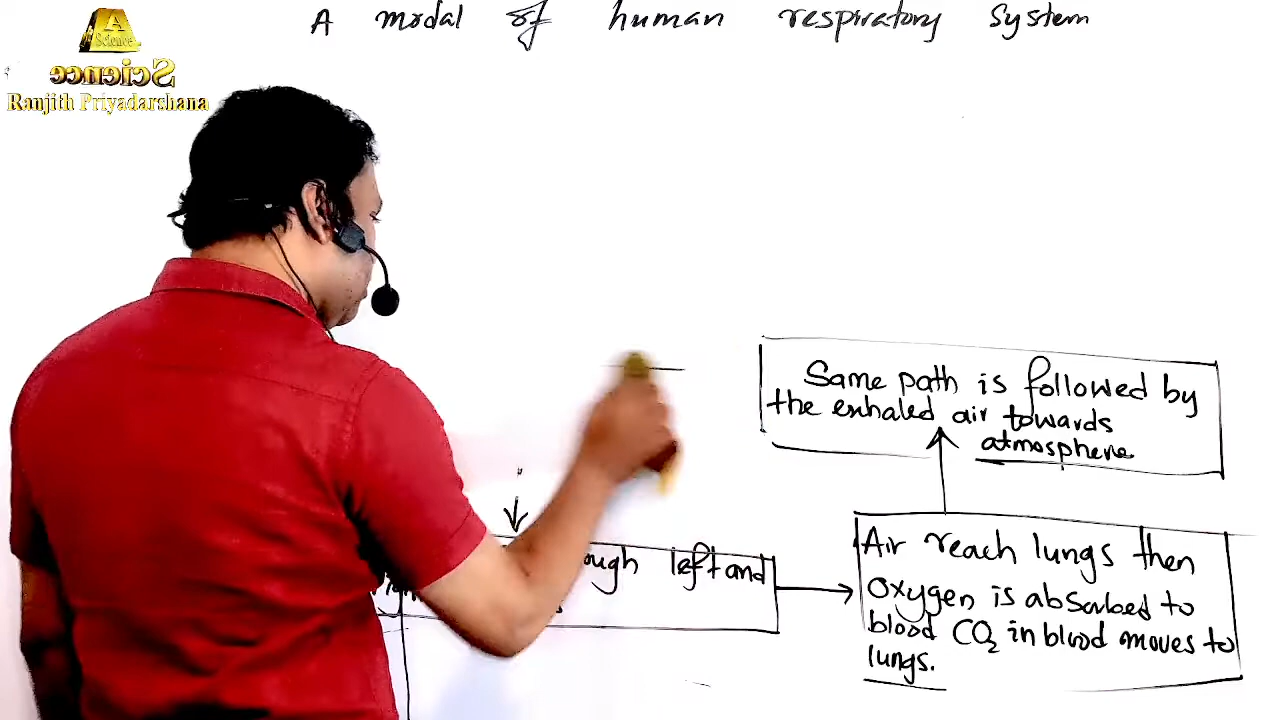 A modal of human respiratory system
A
Science
Science
Ranjith Priyadarshana
Same path is followed by
the exhaled air towards
atmosphere
left and
Air reach lungs then
oxygen is absorbed to
blood CO₂ in blood moves to
lungs.